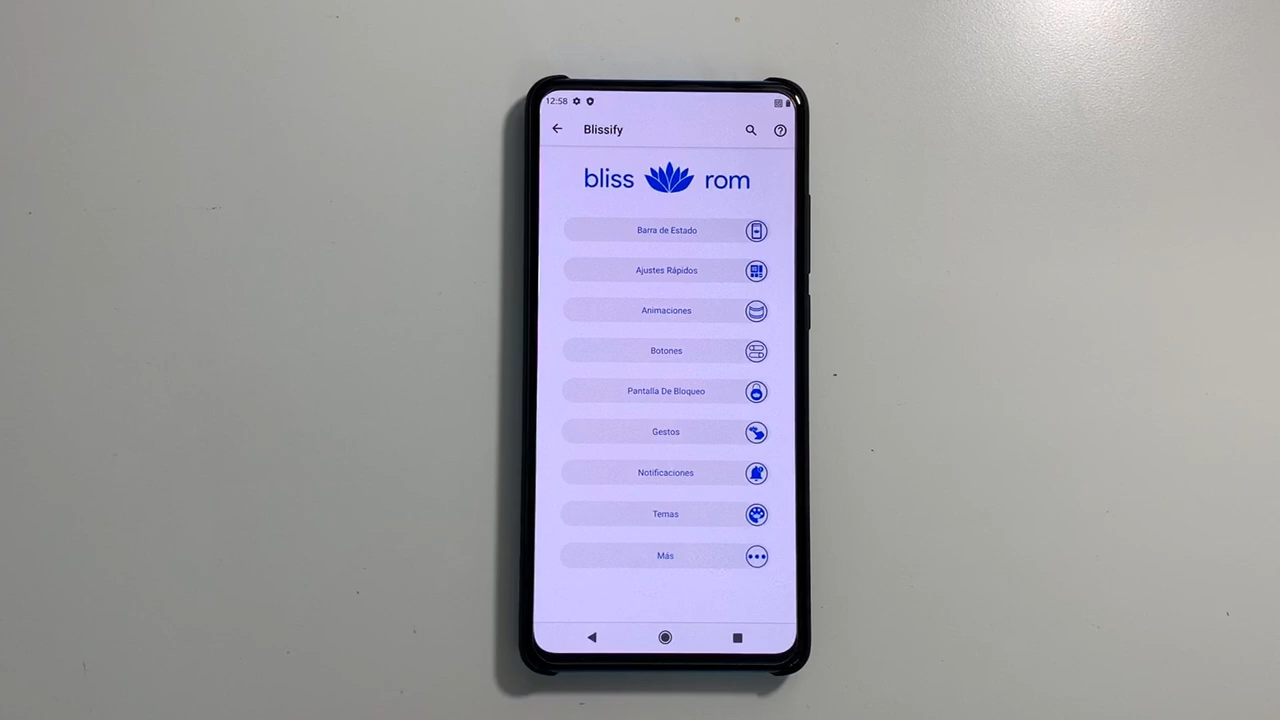 12:58
Blissify
bliss rom
Barra de Estado
Ajustes Rápidos
Animaciones
Botones
Pantalla De Bloqueo
Gestos
Notificaciones
Temas
Más